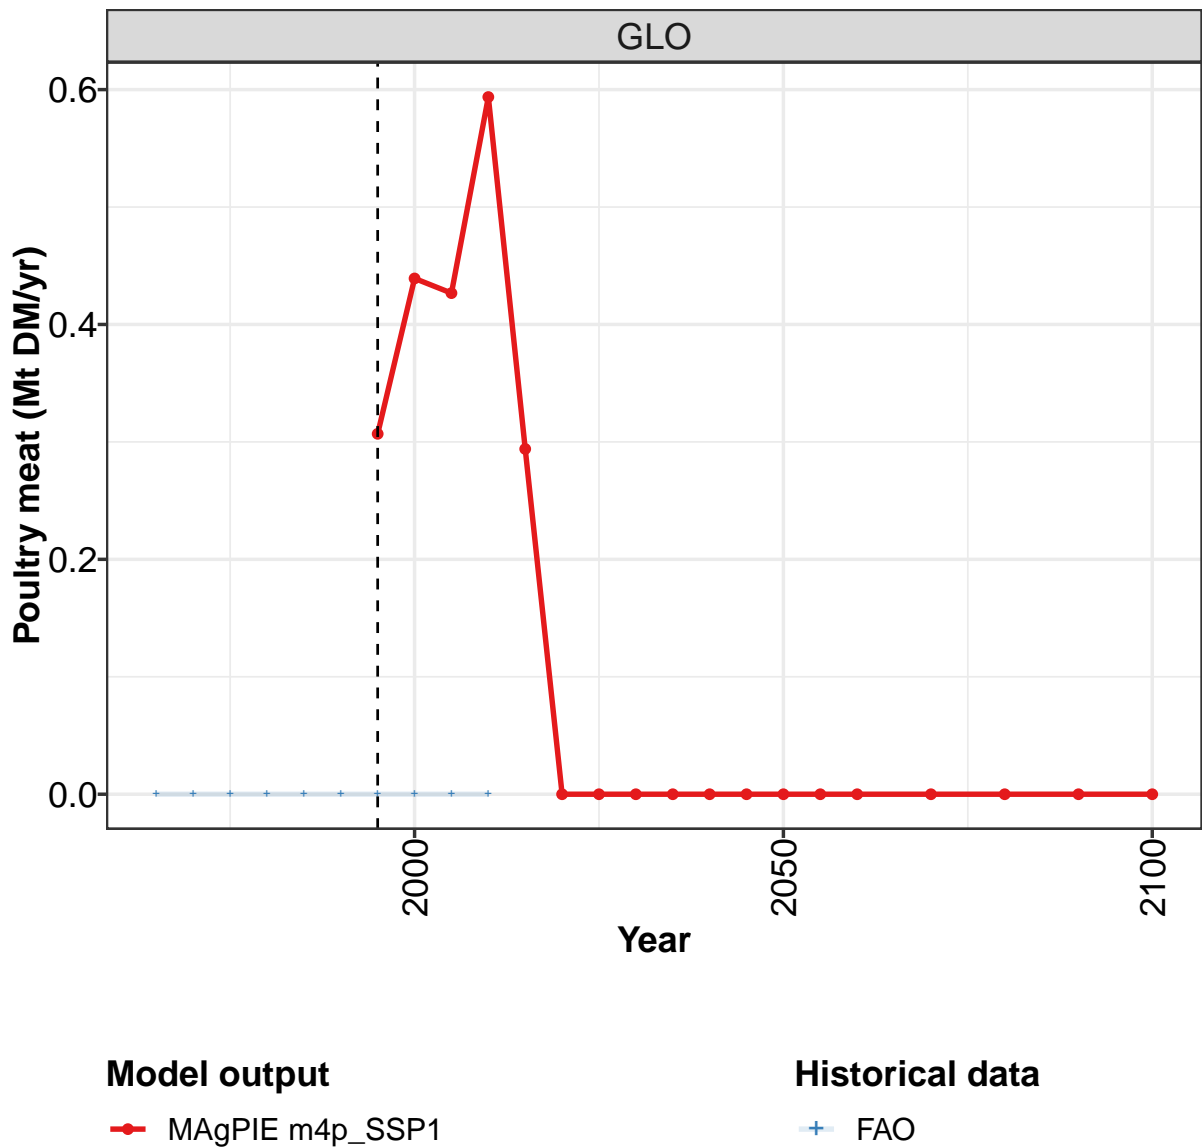 GLO
Poultry meat (Mt DM/yr)
0.6
0.4
0.2
0.0
2000
2050
2100
Year
Model output
Historical data
MAgPIE m4p_SSP1
FAO